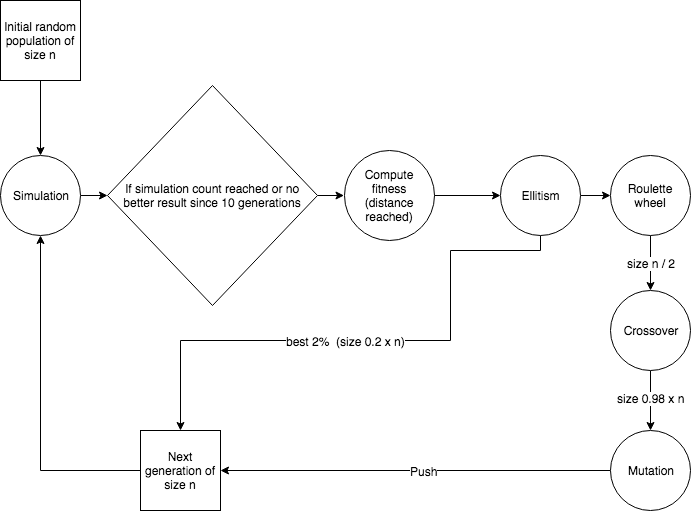 Initial random
population of
size n
Simulation
If simulation count reached or no
better result since 10 generations
Compute
fitness
(distance
reached)
Ellitism
Roulette
wheel
size n / 2
Crossover
best 2%  (size 0.2 x n)
size 0.98 x n
Next
generation of
size n
Push
Mutation